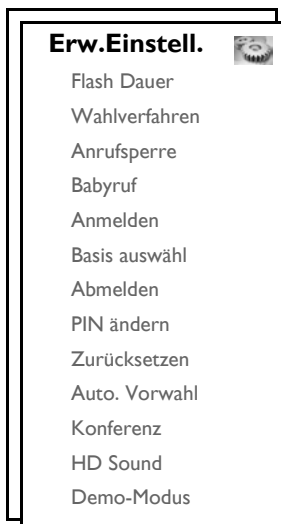 Erw.Einstell.
Flash Dauer
Wahlverfahren
Anrufsperre
Babyruf
Anmelden
Basis auswähl
Abmelden
PIN ändern
Zurücksetzen
Auto. Vorwahl
Konferenz
HD Sound
Demo-Modus